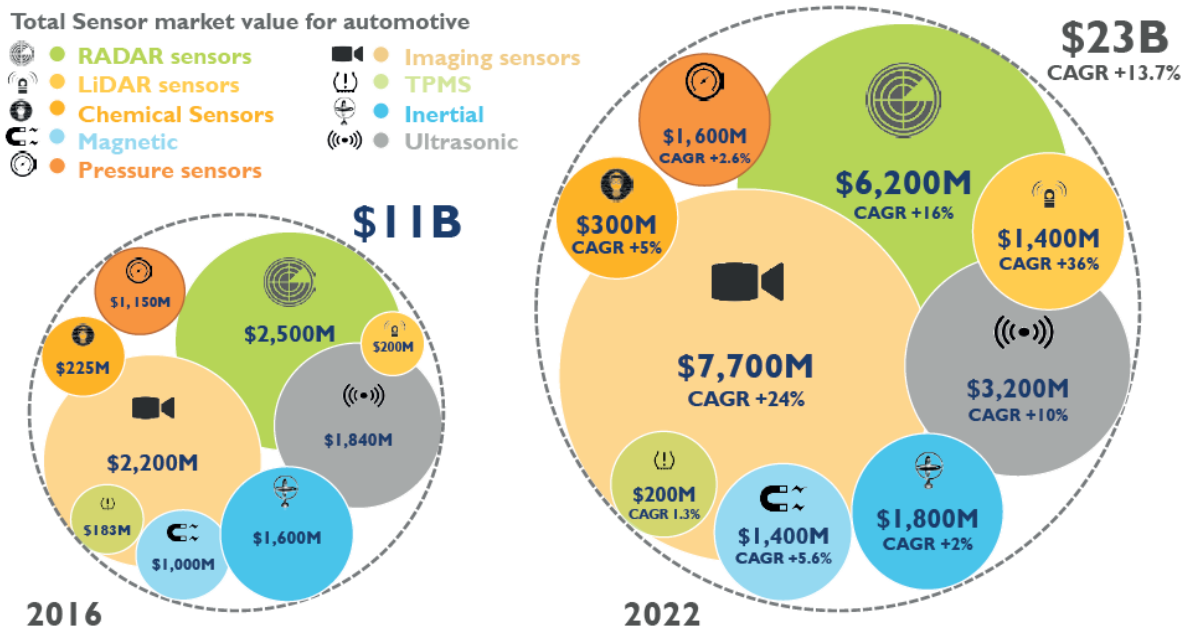 Total Sensor market value for automotive
RADAR sensors
LiDAR sensors
Chemical Sensors
Magnetic
Pressure sensors
Imaging sensors
TPMS
Inertial
Ultrasonic
$11B
$1,150M
$2,500M
$200M
$225M
$1,840M
$2,200M
$183M
$1,000M
$1,600M
2016
$23B
CAGR +13.7%
$1,600M
CAGR +2.6%
$6,200M
CAGR +16%
$300M
CAGR +5%
$1,400M
CAGR +36%
$7,700M
CAGR +24%
$3,200M
CAGR +10%
$200M
CAGR 1.3%
$1,400M
CAGR +5.6%
$1,800M
CAGR +2%
2022